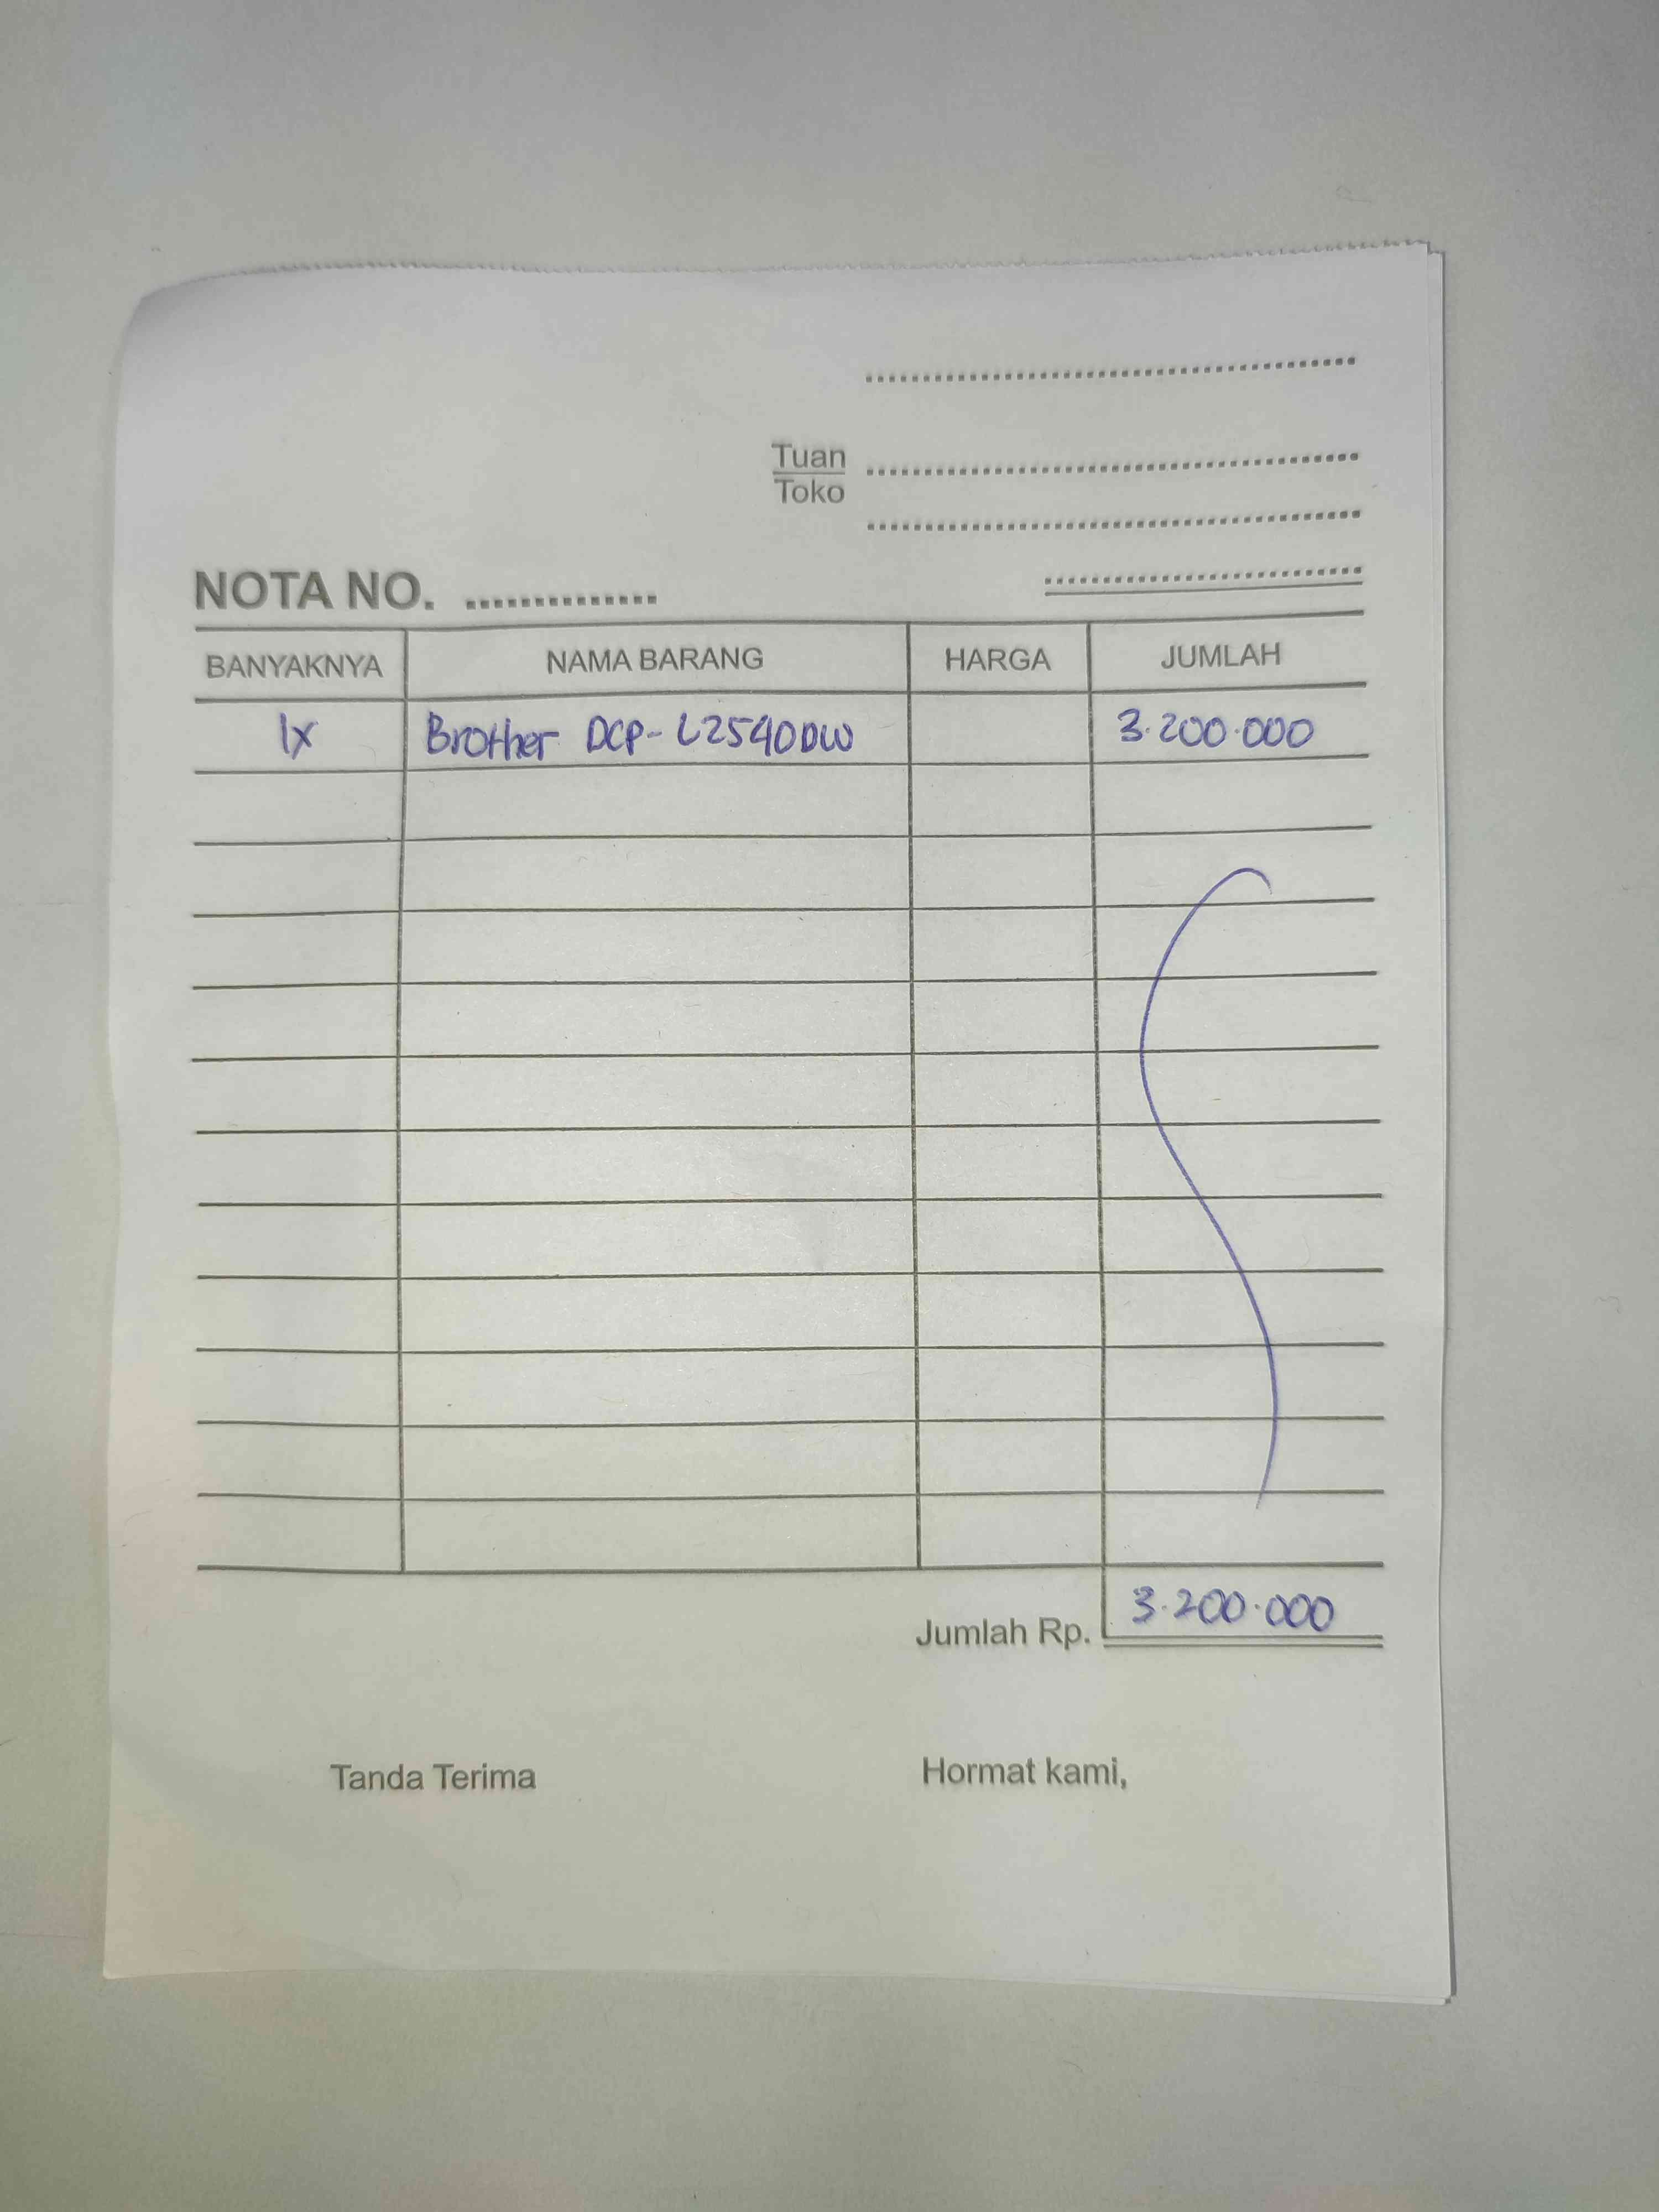 Tuan
Toko
NOTA NO. ..............
BANYAKNYA NAMA BARANG HARGA JUMLAH
1x Brother DCP-L2540DW 3.200.000
Jumlah Rp. 3.200.000
Tanda Terima Hormat kami,